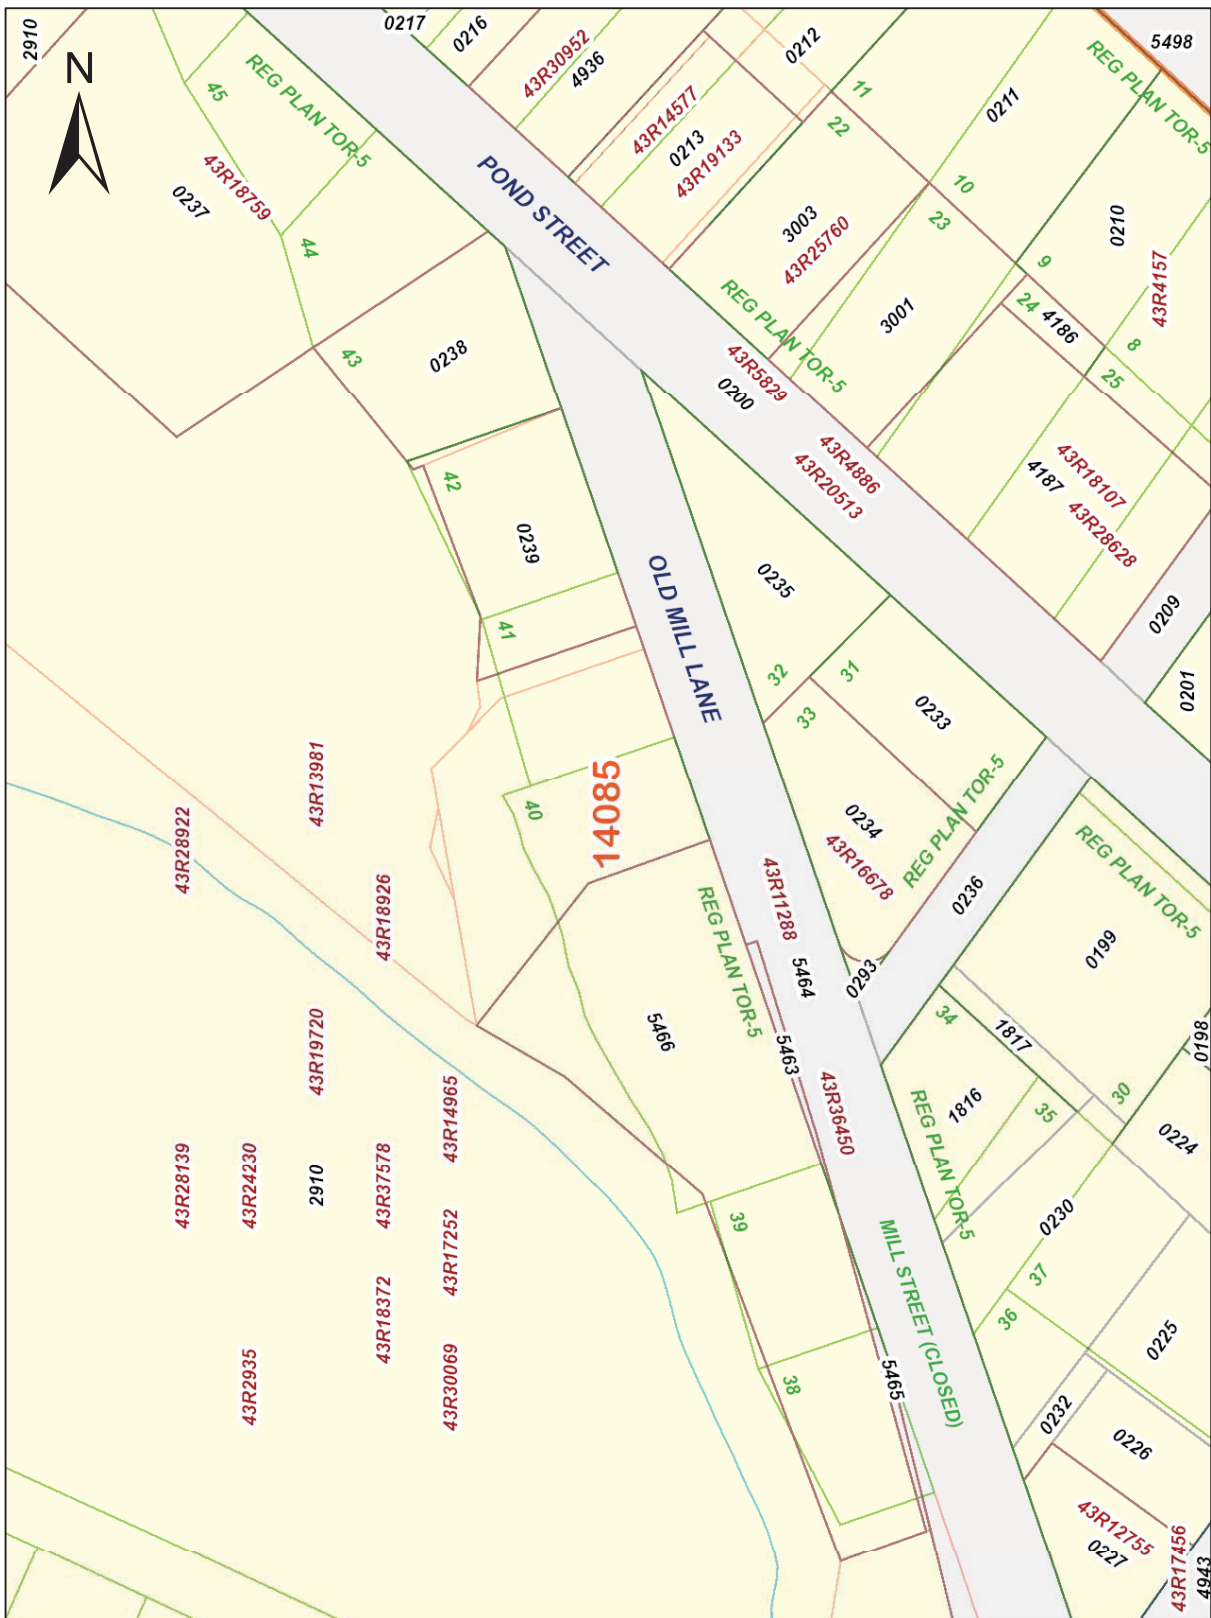 2910
N
0217
0216
43R30952
4936
0212
5498
REG PLAN TOR-5
REG PLAN TOR-5
45
43R18759
0237
44
43R14577
0213
43R19133
11
22
0211
10
23
0210
POND STREET
3003
43R25760
REG PLAN TOR-5
3001
9
24
4186
43R4157
8
25
43
0238
43R5829
0200
43R4886
43R20513
4187
43R18107
43R28628
42
0239
41
OLD MILL LANE
0235
0209
0201
32
31
33
0233
43R13981
43R28922
40
14085
0234
43R16678
REG PLAN TOR-5
REG PLAN TOR-5
43R18926
REG PLAN TOR-5
43R11288
5464
0293
0236
0199
43R19720
5466
5463
34
1817
0198
43R14965
43R36450
1816
35
30
0224
REG PLAN TOR-5
43R28139
43R24230
2910
43R37578
43R17252
39
0230
37
36
MILL STREET (CLOSED)
43R18372
43R2935
43R30069
38
5465
0225
0232
0226
43R12755
0227
43R17456
4943